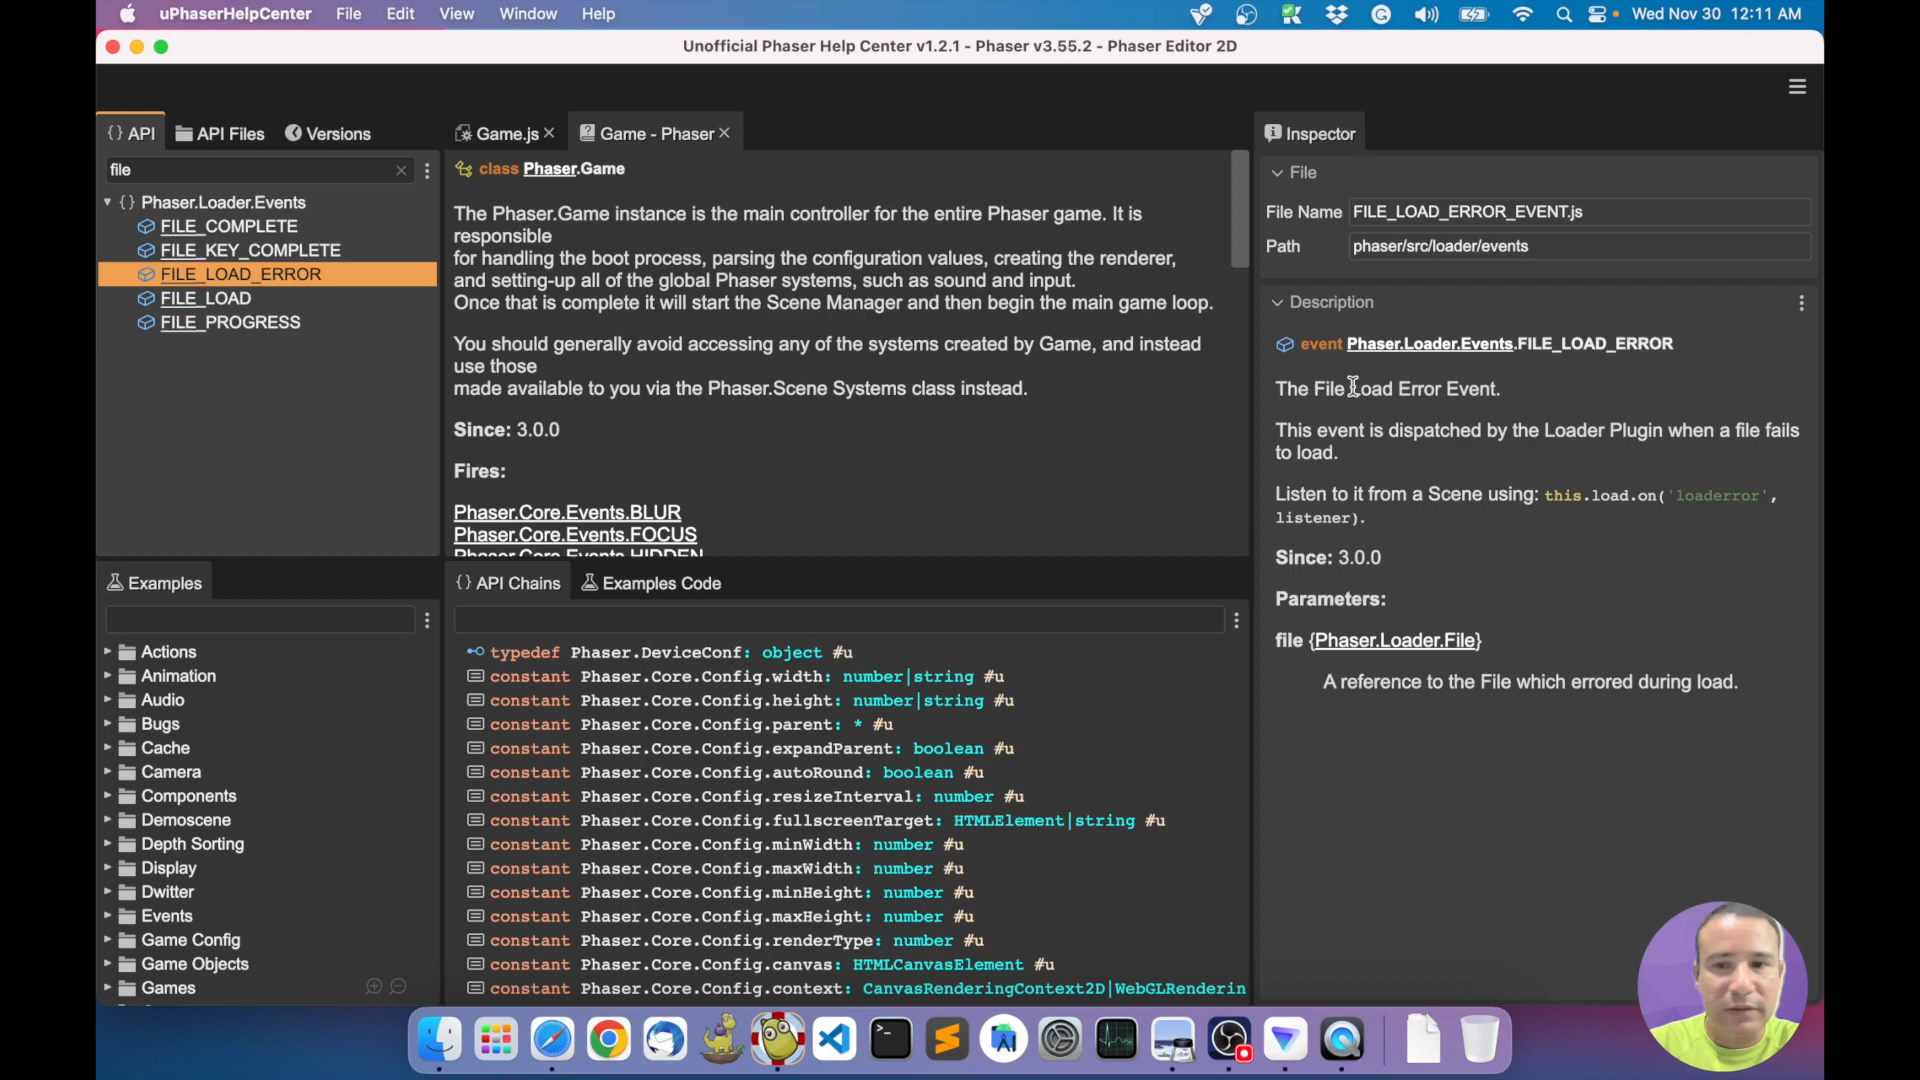 uPhaserHelpCenter File Edit View Window Help Wed Nov 30 12:11 AM
Unofficial Phaser Help Center v1.2.1 - Phaser v3.55.2 - Phaser Editor 2D
API API Files Versions
file
Phaser.Loader.Events
FILE_COMPLETE
FILE_KEY_COMPLETE
FILE_LOAD_ERROR
FILE_LOAD
FILE_PROGRESS
Game.js Game - Phaser
class Phaser.Game
The Phaser.Game instance is the main controller for the entire Phaser game. It is
responsible
for handling the boot process, parsing the configuration values, creating the renderer,
and setting-up all of the global Phaser systems, such as sound and input.
Once that is complete it will start the Scene Manager and then begin the main game loop.
You should generally avoid accessing any of the systems created by Game, and instead
use those
made available to you via the Phaser.Scene Systems class instead.
Since: 3.0.0
Fires:
Phaser.Core.Events.BLUR
Phaser.Core.Events.FOCUS
Phaser.Core.Events.HIDDEN
Inspector
File
File Name FILE_LOAD_ERROR_EVENT.js
Path phaser/src/loader/events
Description
event Phaser.Loader.Events.FILE_LOAD_ERROR
The File Load Error Event.
This event is dispatched by the Loader Plugin when a file fails
to load.
Listen to it from a Scene using: this.load.on('loaderror',
listener).
Since: 3.0.0
Parameters:
file {Phaser.Loader.File}
A reference to the File which errored during load.
Examples
Actions
Animation
Audio
Bugs
Cache
Camera
Components
Demoscene
Depth Sorting
Display
Dwitter
Events
Game Config
Game Objects
Games
API Chains Examples Code
typedef Phaser.DeviceConf: object #u
constant Phaser.Core.Config.width: number|string #u
constant Phaser.Core.Config.height: number|string #u
constant Phaser.Core.Config.parent: * #u
constant Phaser.Core.Config.expandParent: boolean #u
constant Phaser.Core.Config.autoRound: boolean #u
constant Phaser.Core.Config.resizeInterval: number #u
constant Phaser.Core.Config.fullscreenTarget: HTMLElement|string #u
constant Phaser.Core.Config.minWidth: number #u
constant Phaser.Core.Config.maxWidth: number #u
constant Phaser.Core.Config.minHeight: number #u
constant Phaser.Core.Config.maxHeight: number #u
constant Phaser.Core.Config.renderType: number #u
constant Phaser.Core.Config.canvas: HTMLCanvasElement #u
constant Phaser.Core.Config.context: CanvasRenderingContext2D|WebGLRenderin